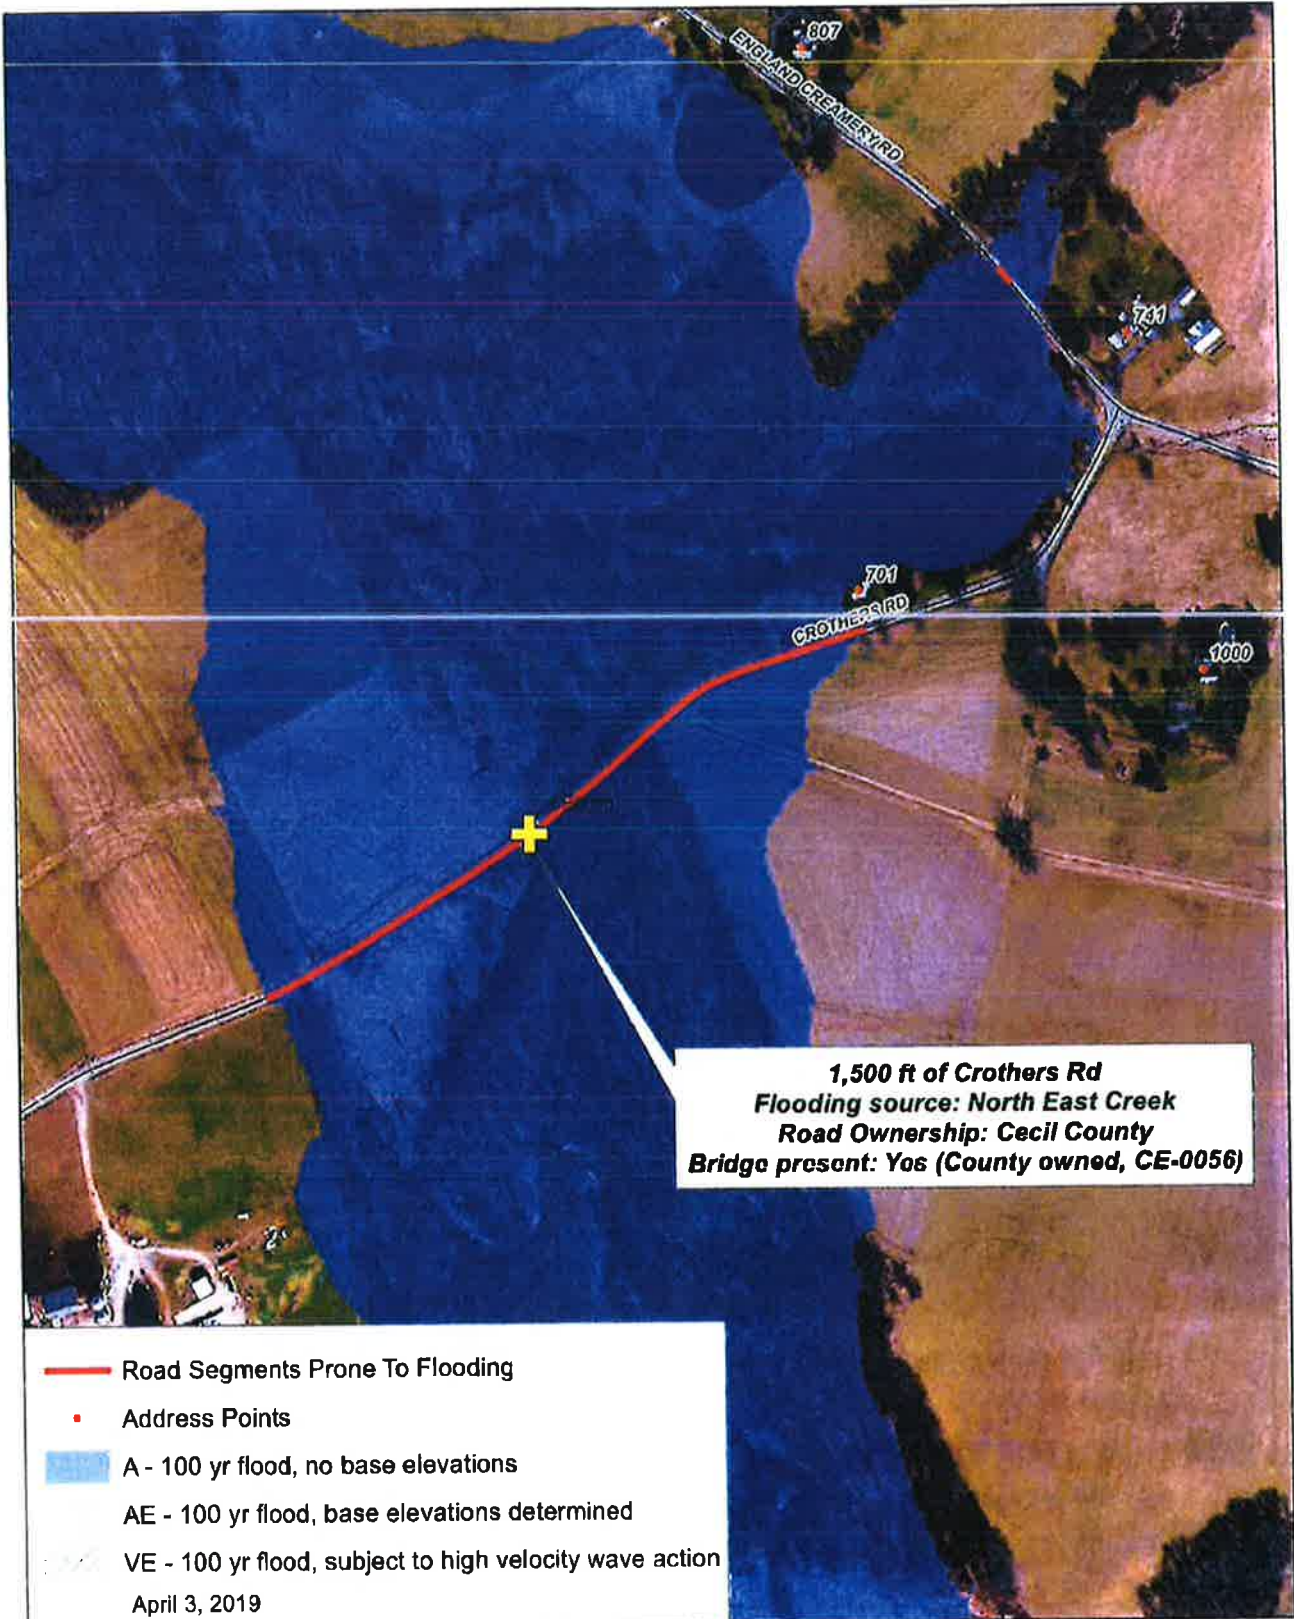 807
ENGLAND CREAMERY RD
741
701
CROTHERS RD
1000
1,500 ft of Crothers Rd
Flooding source: North East Creek
Road Ownership: Cecil County
Bridge present: Yes (County owned, CE-0056)
Road Segments Prone To Flooding
Address Points
A - 100 yr flood, no base elevations
AE - 100 yr flood, base elevations determined
VE - 100 yr flood, subject to high velocity wave action
April 3, 2019